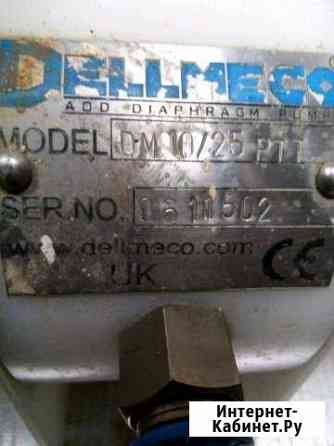 DELLMECO
AOD DIAPHRAGM PUMPS
MODEL DM 10/25 PTT
SER.NO. 0611502
www.dellmeco.com
CE
UK
Интернет-
Кабинет.Ру